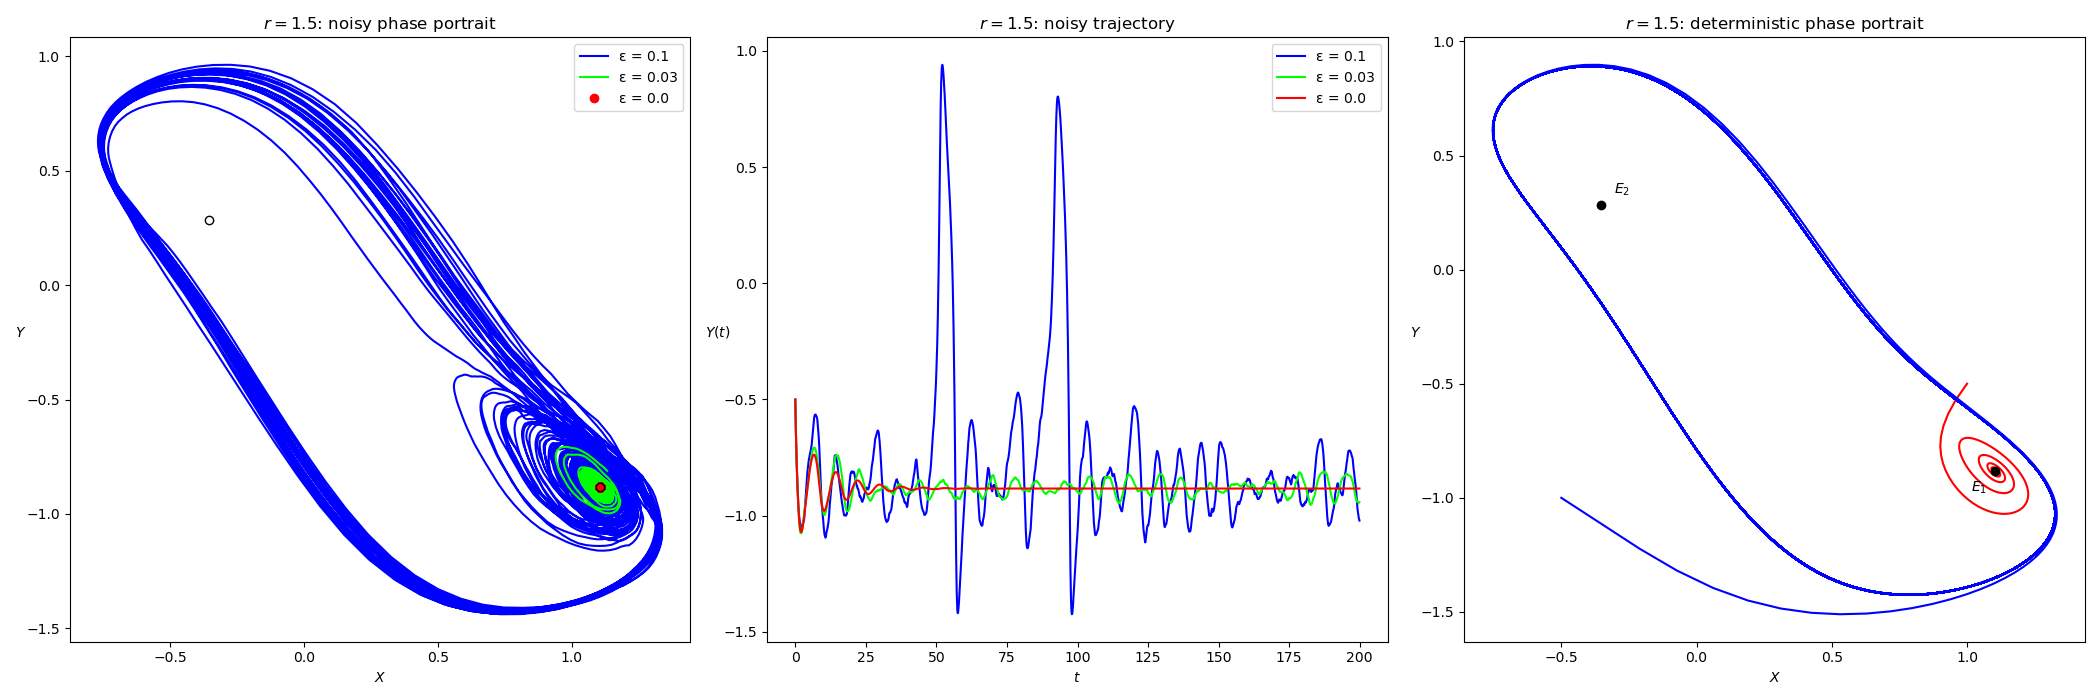 r = 1.5: noisy phase portrait
1.0
0.5
0.0
−0.5
−1.0
−1.5
Y
−0.5
0.0
0.5
1.0
X
ε = 0.1
ε = 0.03
ε = 0.0
r = 1.5: noisy trajectory
1.0
0.5
0.0
−0.5
−1.0
−1.5
Y(t)
0
25
50
75
100
125
150
175
200
t
ε = 0.1
ε = 0.03
ε = 0.0
r = 1.5: deterministic phase portrait
1.0
0.5
0.0
−0.5
−1.0
−1.5
Y
−0.5
0.0
0.5
1.0
X
E₂
E₁